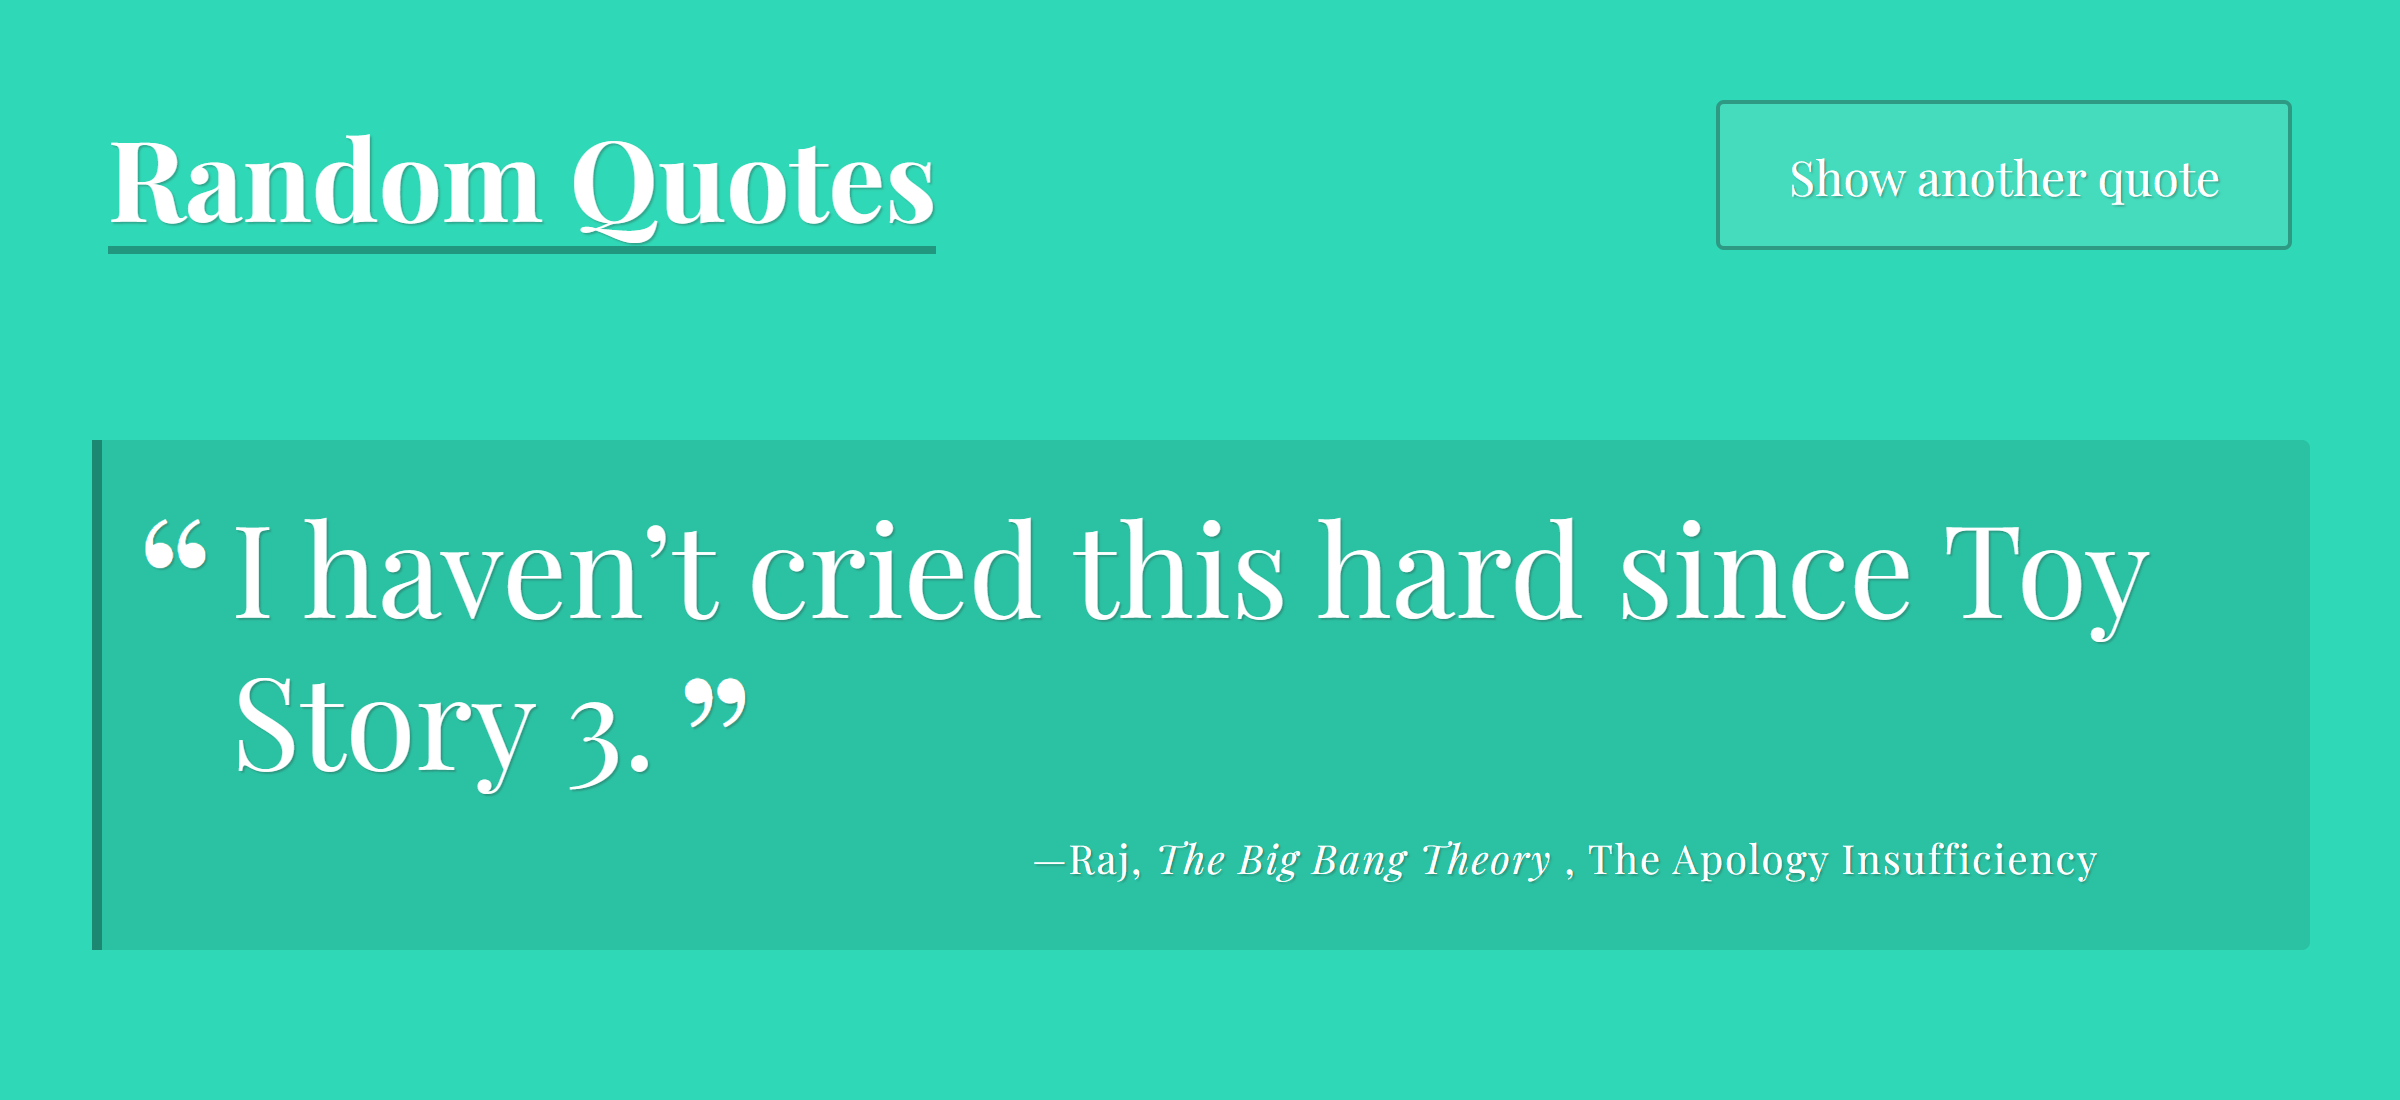 Random Quotes
Show another quote
“ I haven’t cried this hard since Toy
Story 3. ”
—Raj, The Big Bang Theory , The Apology Insufficiency